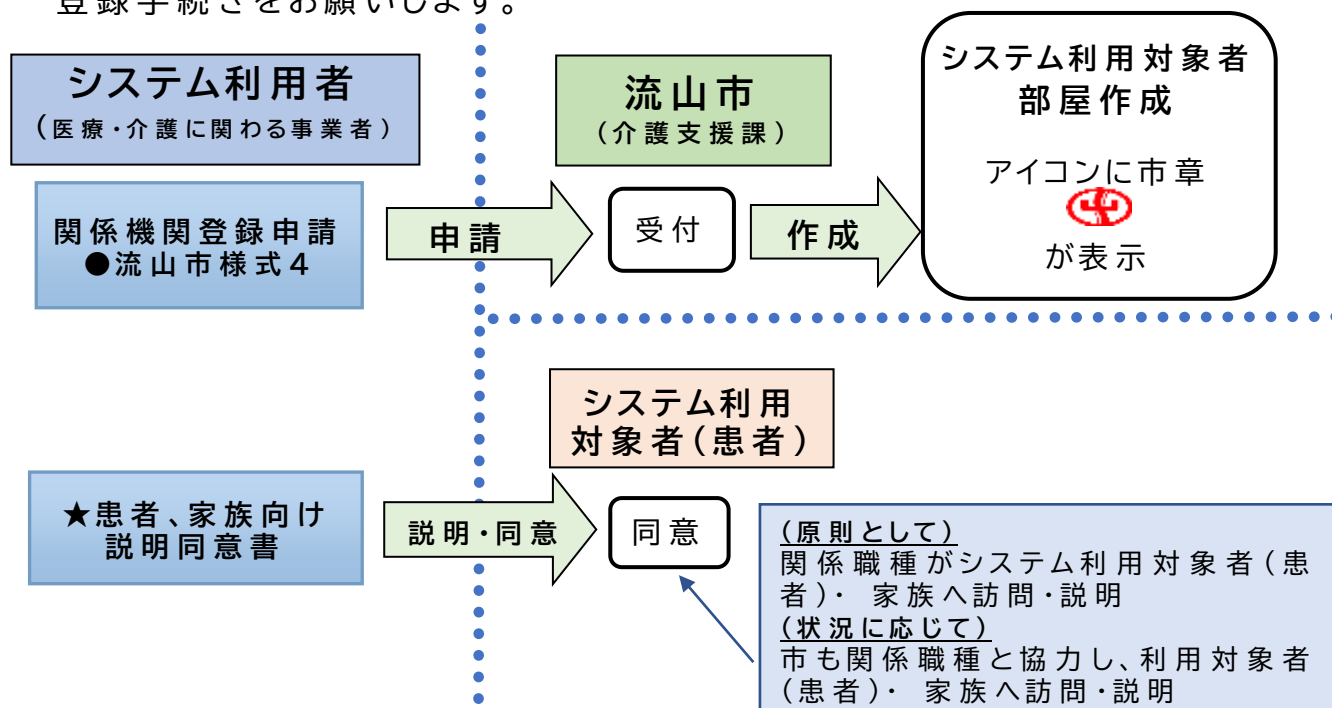 登録手続きをお願いします。
システム利用者
(医療・介護に関わる事業者)
流山市
(介護支援課)
システム利用対象者
部屋作成
アイコンに市章
が表示
関係機関登録申請
●流山市様式4
申請
受付
作成
システム利用
対象者(患者)
★患者、家族向け
説明同意書
説明・同意
同意
(原則として)
関係職種がシステム利用対象者(患
者)・ 家族へ訪問・説明
(状況に応じて)
市も関係職種と協力し、利用対象者
(患者)・ 家族へ訪問・説明